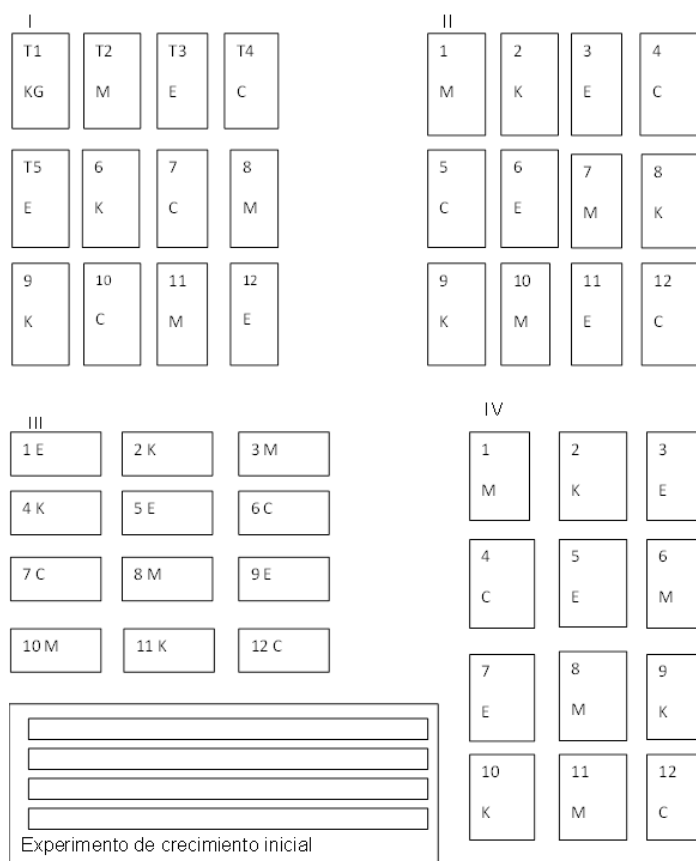 I
T1 T2 T3 T4
KG M E C
T5 6 7 8
E K C M
9 10 11 12
K C M E
II
1 2 3 4
M K E C
5 6 7 8
C E M K
9 10 11 12
K M E C
III
1 E 2 K 3 M
4 K 5 E 6 C
7 C 8 M 9 E
10 M 11 K 12 C
IV
1 2 3
M K E
4 5 6
C E M
7 8 9
E M K
10 11 12
K M C
Experimento de crecimiento inicial